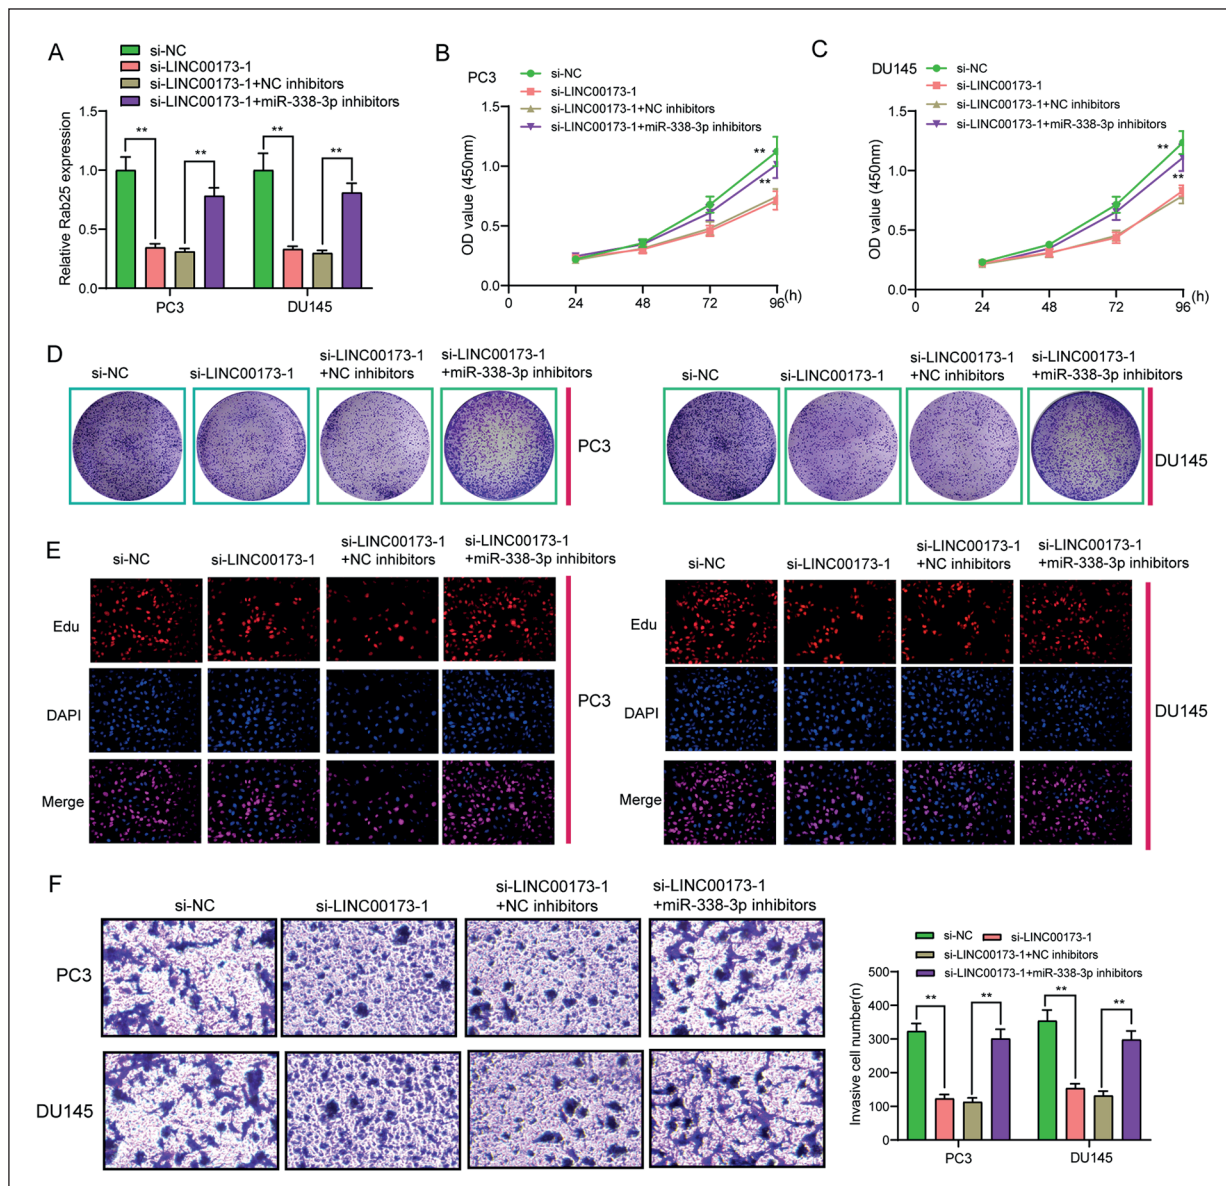 A
si-NC
si-LINC00173-1
si-LINC00173-1+NC inhibitors
si-LINC00173-1+miR-338-3p inhibitors
Relative Rab25 expression
1.5
1.0
0.5
0.0
**
**
**
**
PC3
DU145
B
PC3
si-NC
si-LINC00173-1
si-LINC00173-1+NC inhibitors
si-LINC00173-1+miR-338-3p inhibitors
OD value (450nm)
1.5
1.0
0.5
0.0
**
**
0
24
48
72
96
(h)
C
DU145
si-NC
si-LINC00173-1
si-LINC00173-1+NC inhibitors
si-LINC00173-1+miR-338-3p inhibitors
OD value (450nm)
1.5
1.0
0.5
0.0
**
**
0
24
48
72
96
(h)
D
si-NC
si-LINC00173-1
si-LINC00173-1
+NC inhibitors
si-LINC00173-1
+miR-338-3p inhibitors
PC3
si-NC
si-LINC00173-1
si-LINC00173-1
+NC inhibitors
si-LINC00173-1
+miR-338-3p inhibitors
DU145
E
si-NC
si-LINC00173-1
si-LINC00173-1
+NC inhibitors
si-LINC00173-1
+miR-338-3p inhibitors
Edu
DAPI
Merge
PC3
si-NC
si-LINC00173-1
si-LINC00173-1
+NC inhibitors
si-LINC00173-1
+miR-338-3p inhibitors
Edu
DAPI
Merge
DU145
F
si-NC
si-LINC00173-1
si-LINC00173-1
+NC inhibitors
si-LINC00173-1
+miR-338-3p inhibitors
PC3
DU145
si-NC
si-LINC00173-1
si-LINC00173-1+NC inhibitors
si-LINC00173-1+miR-338-3p inhibitors
Invasive cell number(n)
500
400
300
200
100
0
**
**
**
**
PC3
DU145